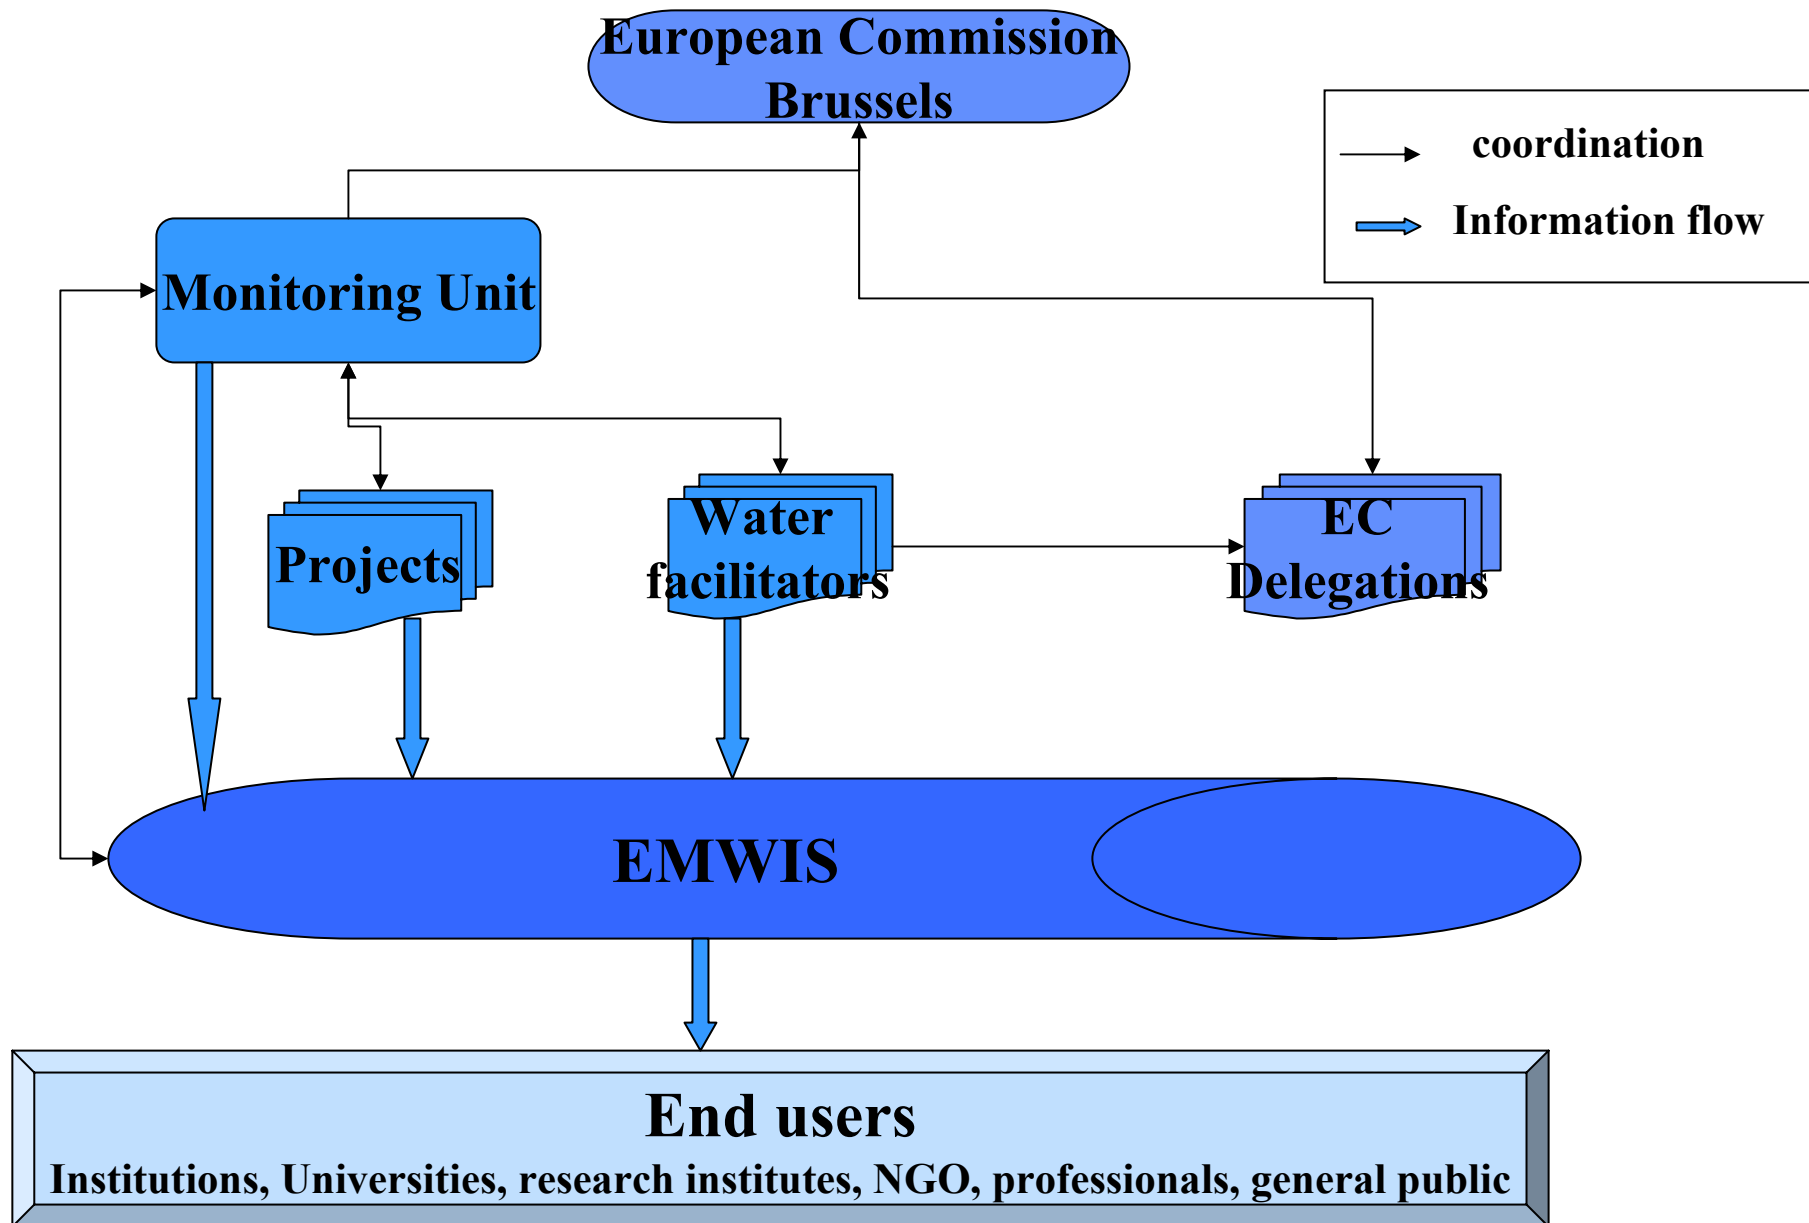 European Commission
Brussels
coordination
Information flow
Monitoring Unit
Projects
Water
facilitators
EC
Delegations
EMWIS
End users
Institutions, Universities, research institutes, NGO, professionals, general public